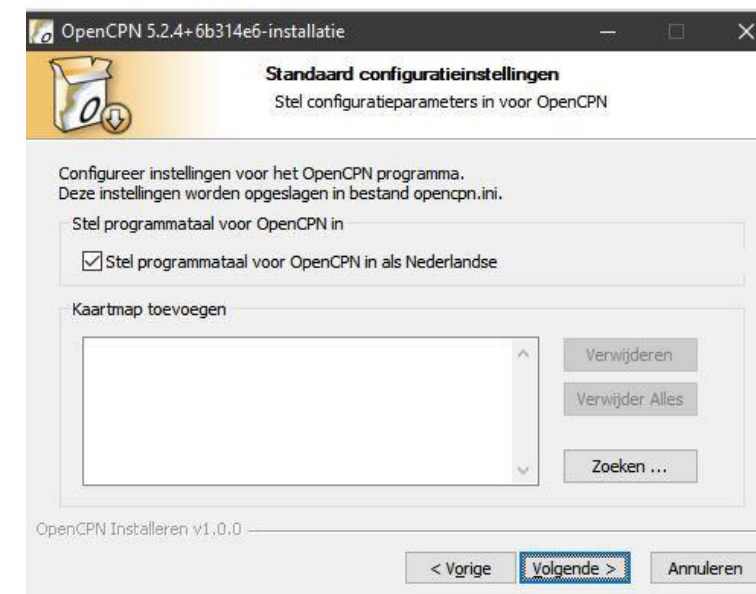 OpenCPN 5.2.4+6b314e6-installatie
Standaard configuratieinstellingen
Stel configuratieparameters in voor OpenCPN
Configureer instellingen voor het OpenCPN programma.
Deze instellingen worden opgeslagen in bestand opencpn.ini.
Stel programmataal voor OpenCPN in
Stel programmataal voor OpenCPN in als Nederlandse
Kaartmap toevoegen
Verwijderen
Verwijder Alles
Zoeken ...
OpenCPN Installeren v1.0.0
< Vorige
Volgende >
Annuleren